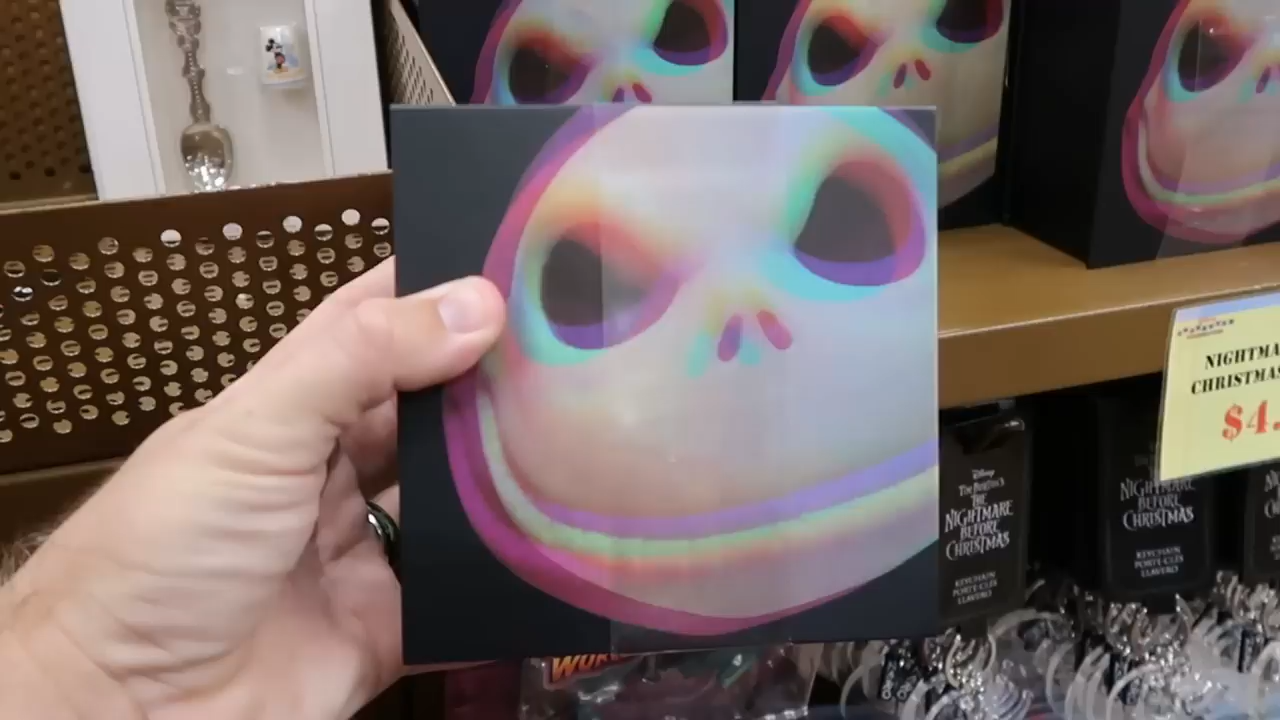 NIGHTMA
CHRISTMAS
$4.
Disney
Tim Burton's
THE
NIGHTMARE
BEFORE
CHRISTMAS
KEYCHAIN
PORTE-CLÉS
LLAVERO
NIGHTMARE
BEFORE
CHRISTMAS
KEYCHAIN
PORTE-CLÉS
LLAVERO